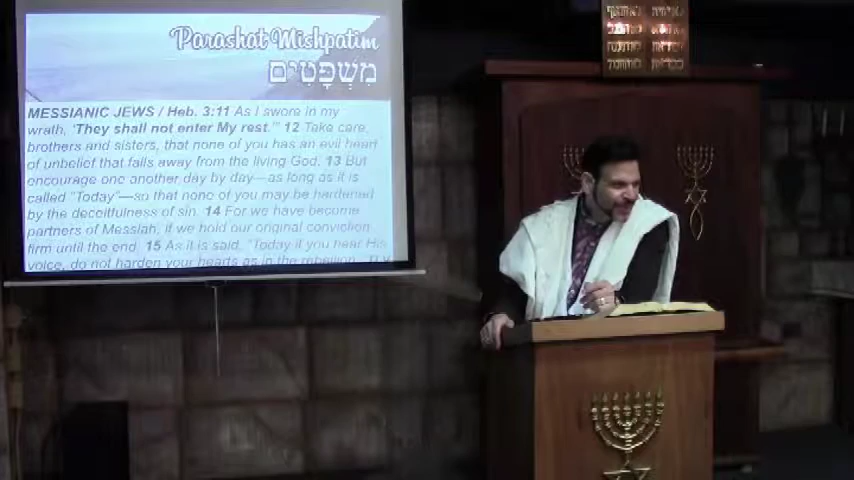 Parashat Mishpatim
מִשְׁפָּטִים
MESSIANIC JEWS / Heb. 3:11 As I swore in my
wrath, ‘They shall not enter My rest.’” 12 Take care,
brothers and sisters, that none of you has an evil heart
of unbelief that falls away from the living God. 13 But
encourage one another day by day—as long as it is
called “Today”—so that none of you may be hardened
by the deceitfulness of sin. 14 For we have become
partners of Messiah, if we hold our original conviction
firm until the end. 15 As it is said, “Today if you hear His
voice, do not harden your hearts as in the rebellion.”